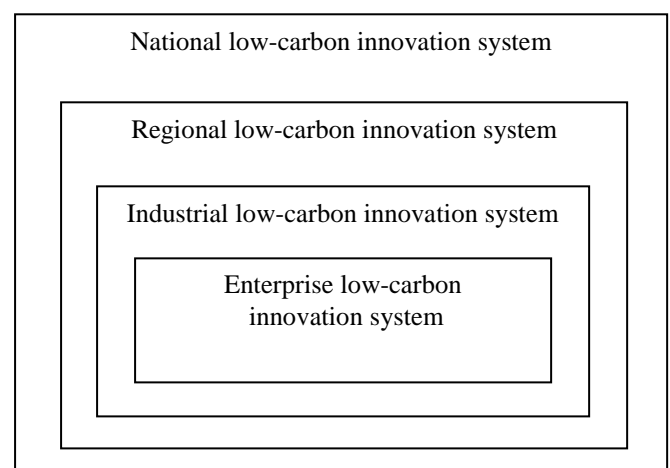 National low-carbon innovation system
Regional low-carbon innovation system
Industrial low-carbon innovation system
Enterprise low-carbon
innovation system